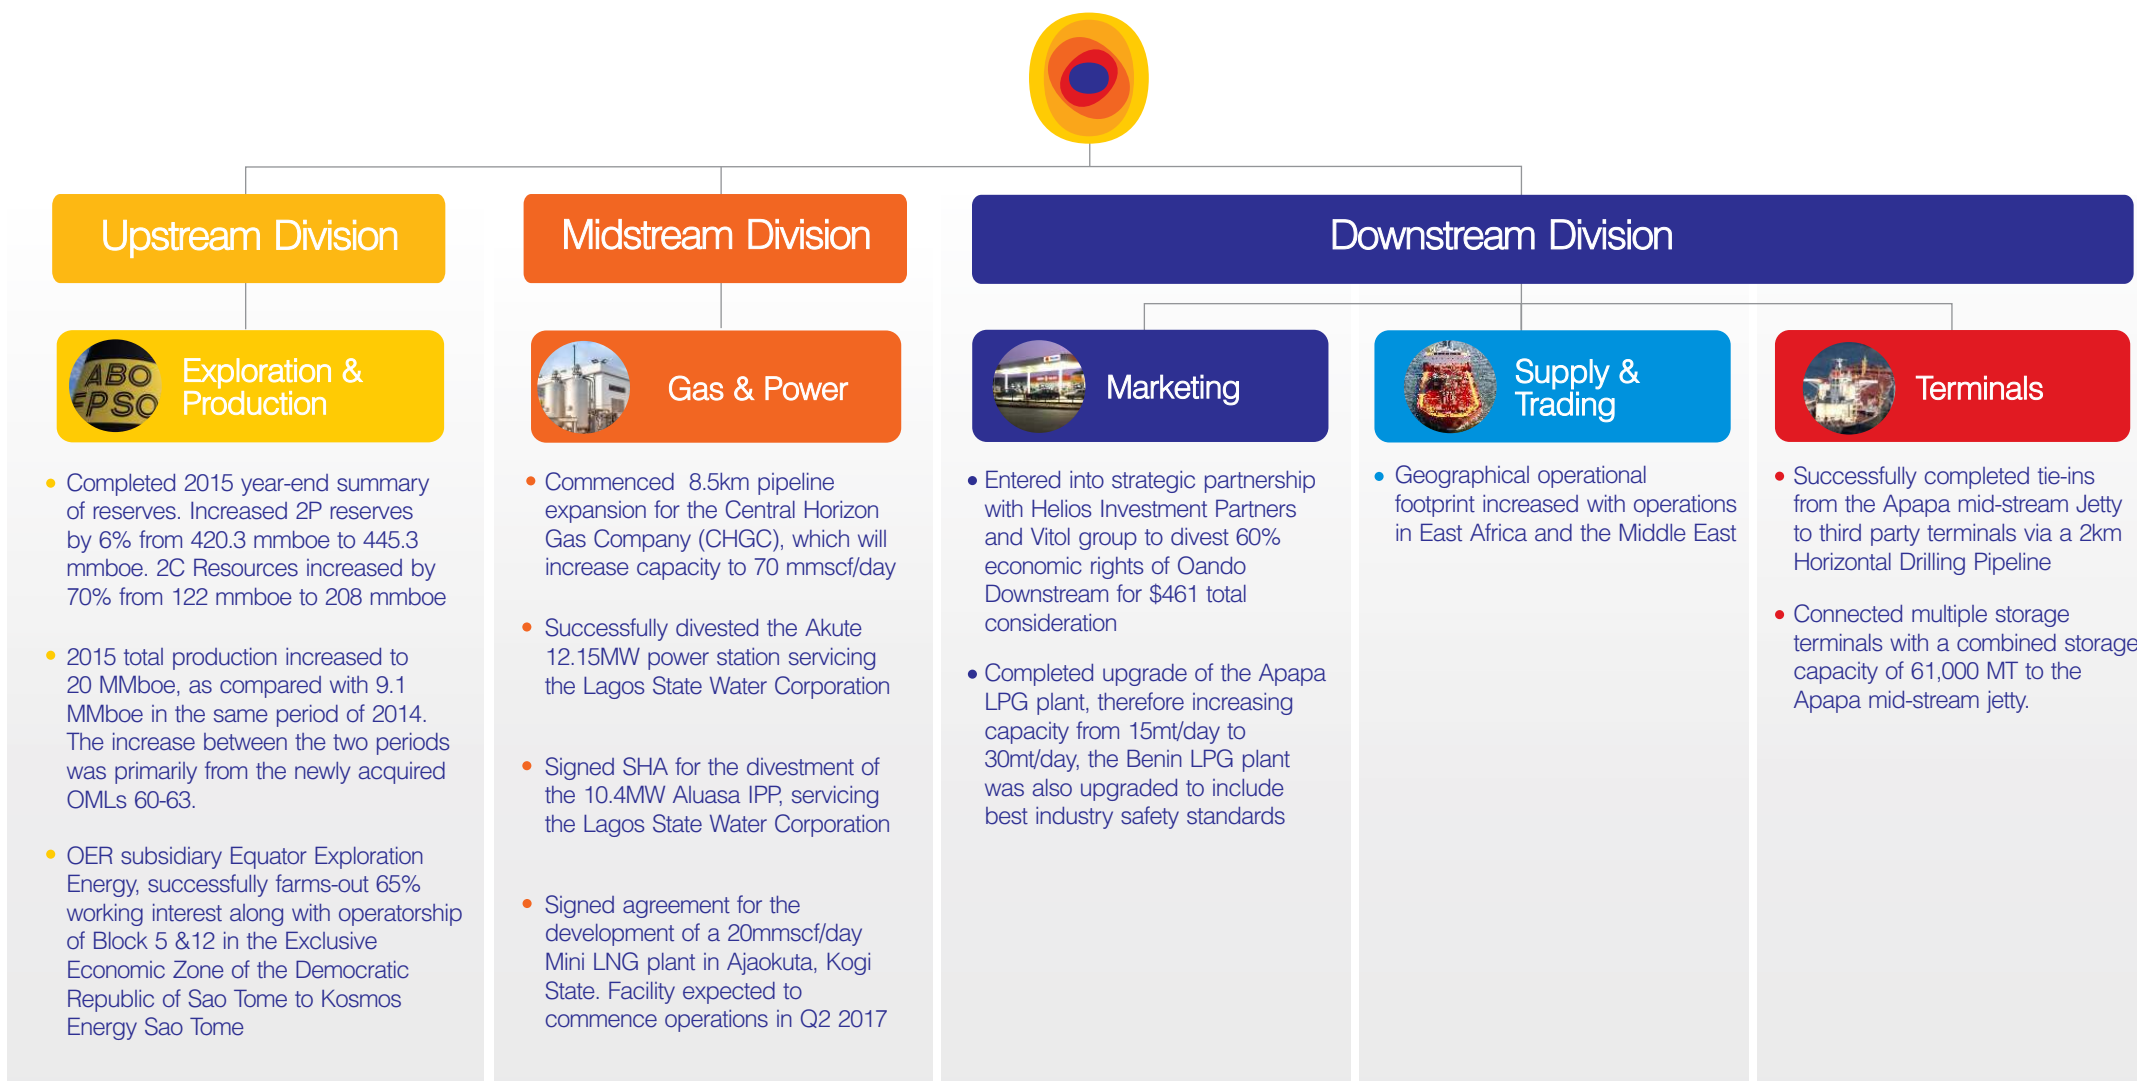 Upstream Division
Midstream Division
Downstream Division
ABO
FPSO
Exploration &
Production
Gas & Power
Marketing
Supply &
Trading
Terminals
• Completed 2015 year-end summary
of reserves. Increased 2P reserves
by 6% from 420.3 mmboe to 445.3
mmboe. 2C Resources increased by
70% from 122 mmboe to 208 mmboe
• 2015 total production increased to
20 MMboe, as compared with 9.1
MMboe in the same period of 2014.
The increase between the two periods
was primarily from the newly acquired
OMLs 60-63.
• OER subsidiary Equator Exploration
Energy, successfully farms-out 65%
working interest along with operatorship
of Block 5 &12 in the Exclusive
Economic Zone of the Democratic
Republic of Sao Tome to Kosmos
Energy Sao Tome
• Commenced 8.5km pipeline
expansion for the Central Horizon
Gas Company (CHGC), which will
increase capacity to 70 mmscf/day
• Successfully divested the Akute
12.15MW power station servicing
the Lagos State Water Corporation
• Signed SHA for the divestment of
the 10.4MW Aluasa IPP, servicing
the Lagos State Water Corporation
• Signed agreement for the
development of a 20mmscf/day
Mini LNG plant in Ajaokuta, Kogi
State. Facility expected to
commence operations in Q2 2017
• Entered into strategic partnership
with Helios Investment Partners
and Vitol group to divest 60%
economic rights of Oando
Downstream for $461 total
consideration
• Completed upgrade of the Apapa
LPG plant, therefore increasing
capacity from 15mt/day to
30mt/day, the Benin LPG plant
was also upgraded to include
best industry safety standards
• Geographical operational
footprint increased with operations
in East Africa and the Middle East
• Successfully completed tie-ins
from the Apapa mid-stream Jetty
to third party terminals via a 2km
Horizontal Drilling Pipeline
• Connected multiple storage
terminals with a combined storage
capacity of 61,000 MT to the
Apapa mid-stream jetty.